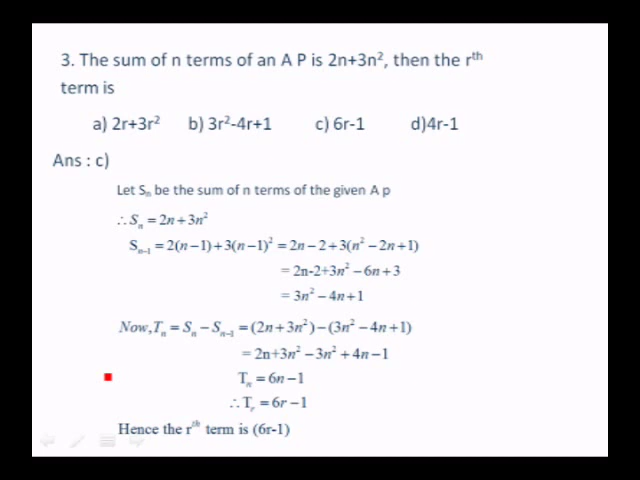 3. The sum of n terms of an A P is 2n+3n², then the rᵗʰ
term is
a) 2r+3r² b) 3r²-4r+1 c) 6r-1 d)4r-1
Ans : c)
Let Sₙ be the sum of n terms of the given A p
∴ Sₙ = 2n + 3n²
Sₙ₋₁ = 2(n−1)+3(n−1)² = 2n − 2 + 3(n² − 2n +1)
= 2n-2+3n² − 6n + 3
= 3n² − 4n +1
Now, Tₙ = Sₙ − Sₙ₋₁ = (2n + 3n²) − (3n² − 4n +1)
= 2n+3n² − 3n² + 4n −1
Tₙ = 6n −1
∴ Tᵣ = 6r −1
Hence the rᵗʰ term is (6r-1)